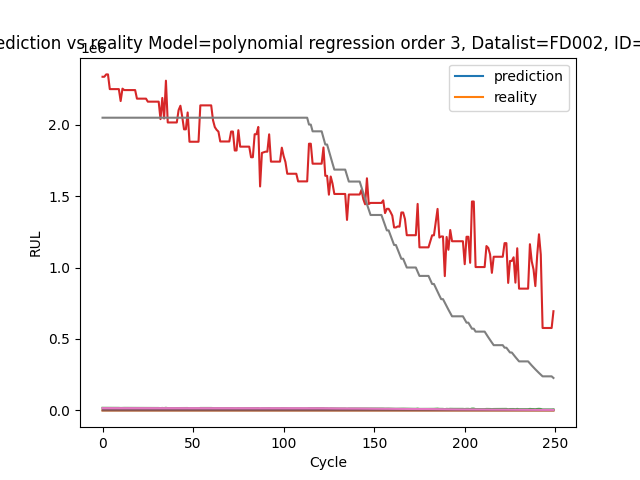 ediction vs reality Model=polynomial regression order 3, Datalist=FD002, ID=
1e6
prediction
reality
RUL
2.0
1.5
1.0
0.5
0.0
0 50 100 150 200 250
Cycle